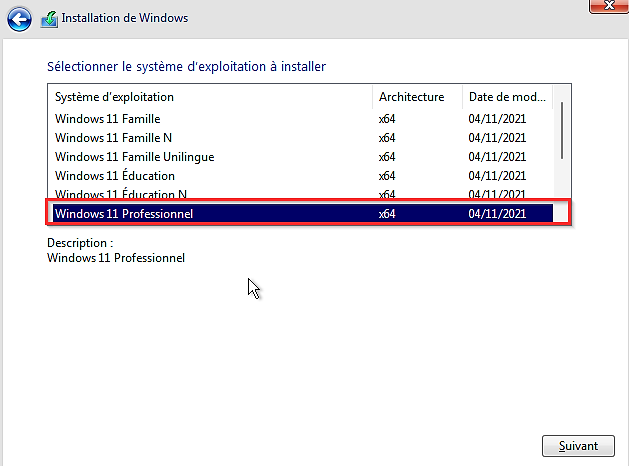 Installation de Windows
Sélectionner le système d'exploitation à installer
Système d'exploitation Architecture Date de mod...
Windows 11 Famille x64 04/11/2021
Windows 11 Famille N x64 04/11/2021
Windows 11 Famille Unilingue x64 04/11/2021
Windows 11 Éducation x64 04/11/2021
Windows 11 Éducation N x64 04/11/2021
Windows 11 Professionnel x64 04/11/2021
Description :
Windows 11 Professionnel
Suivant